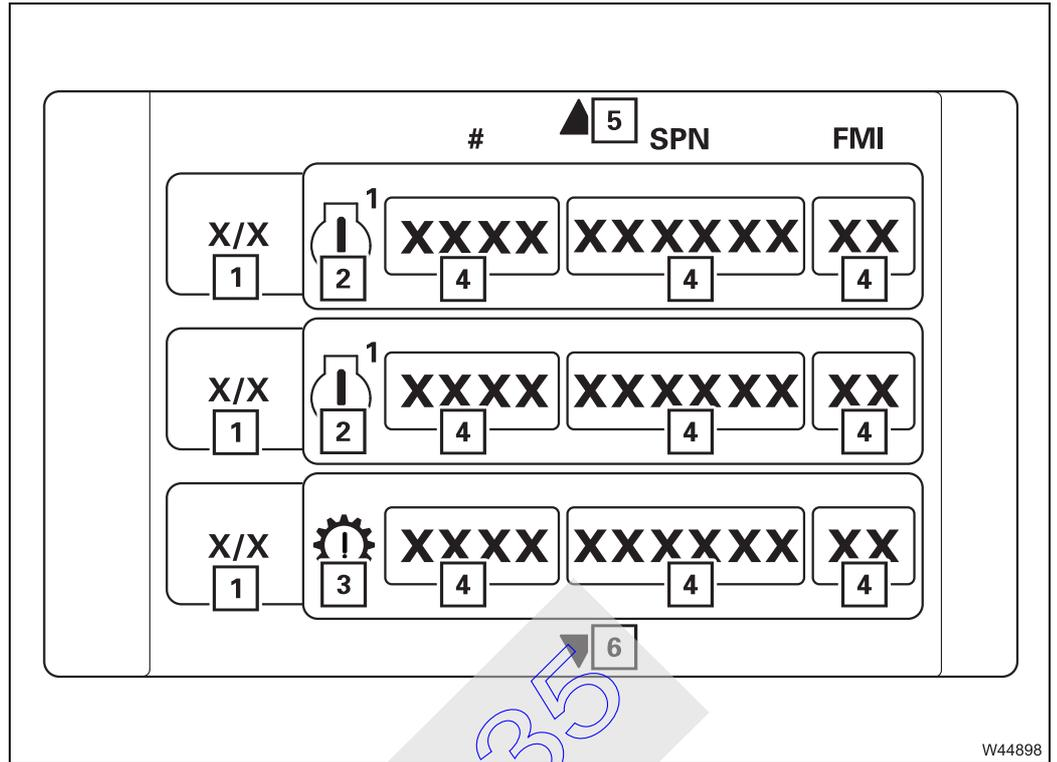 5
# SPN FMI
X/X 1 XXXX XXXXXX XX
1 2 4 4 4
X/X 1 XXXX XXXXXX XX
1 2 4 4 4
X/X XXXX XXXXXX XX
1 3 4 4 4
6
35
W44898